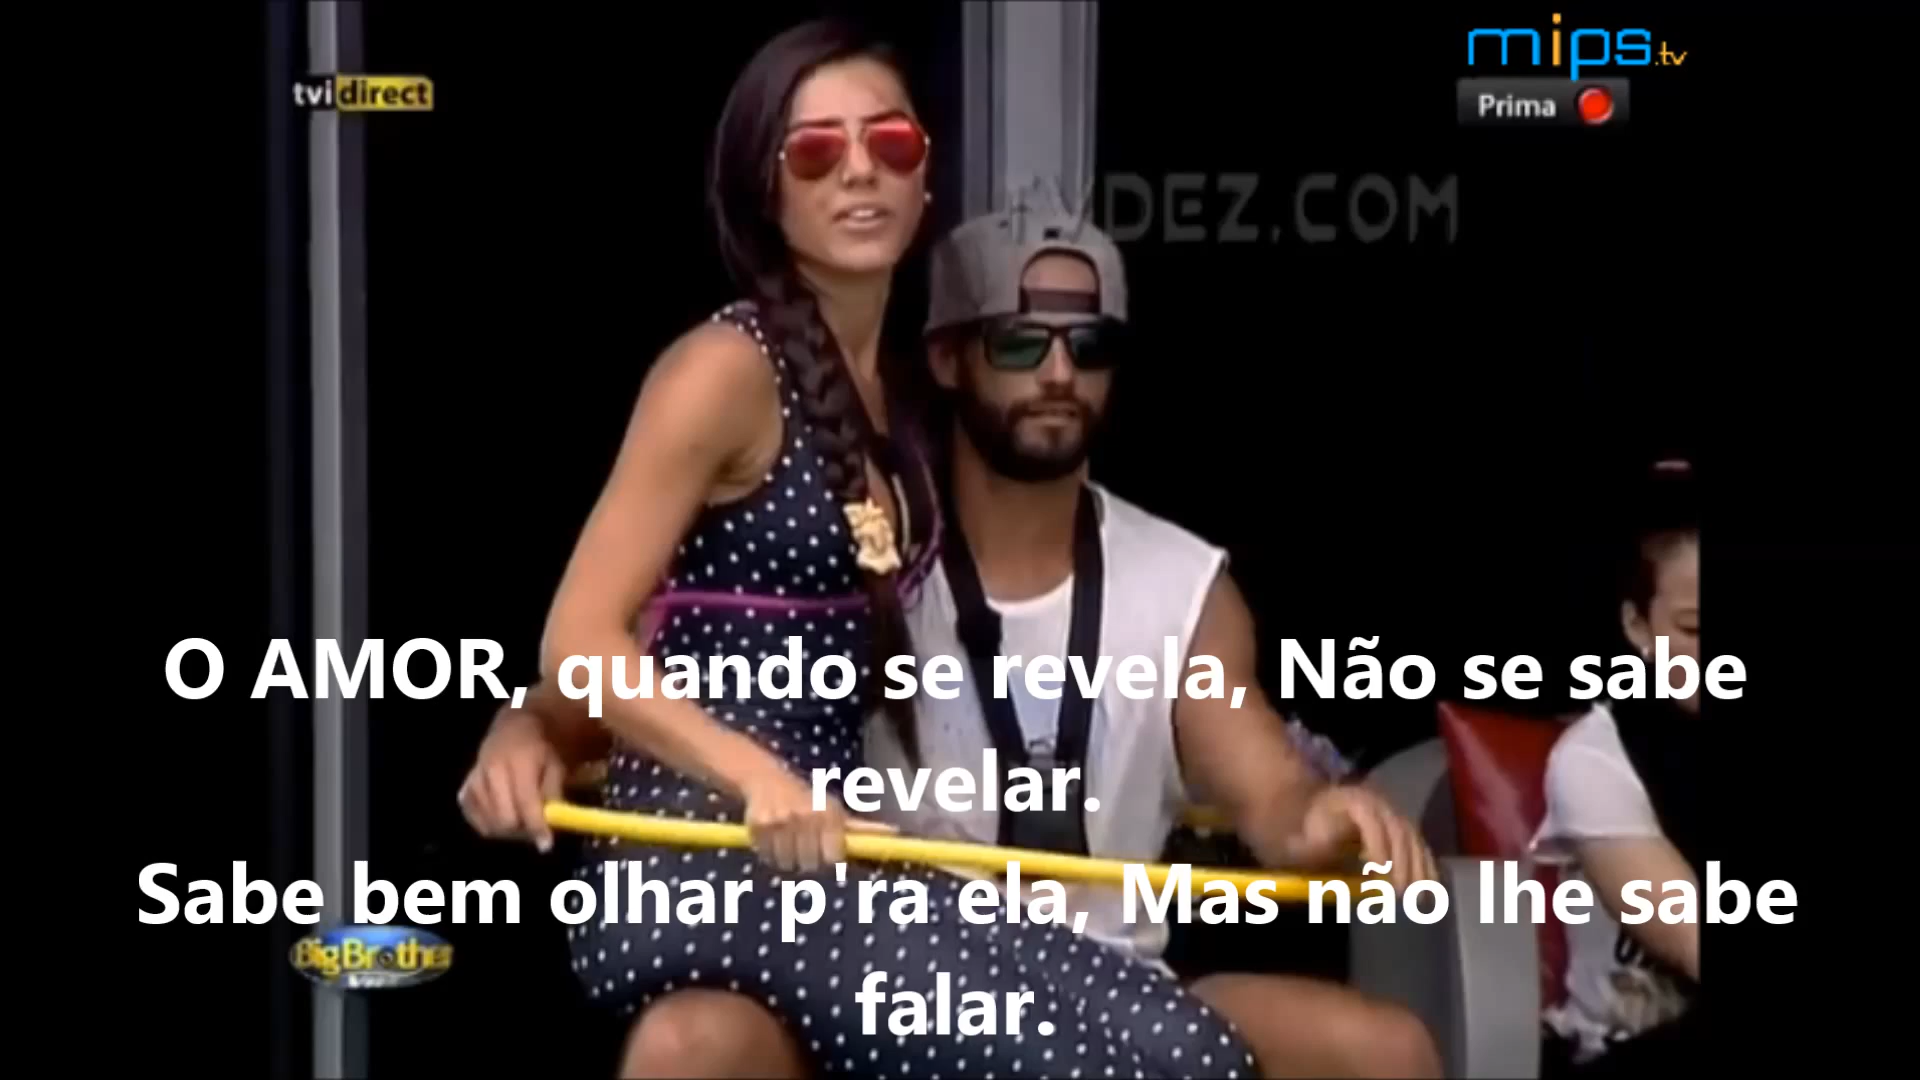 mips.tv
tvi direct
Prima
tvDEZ.COM
O AMOR, quando se revela, Não se sabe
revelar.
Sabe bem olhar p'ra ela, Mas não lhe sabe
falar.
Big Brother